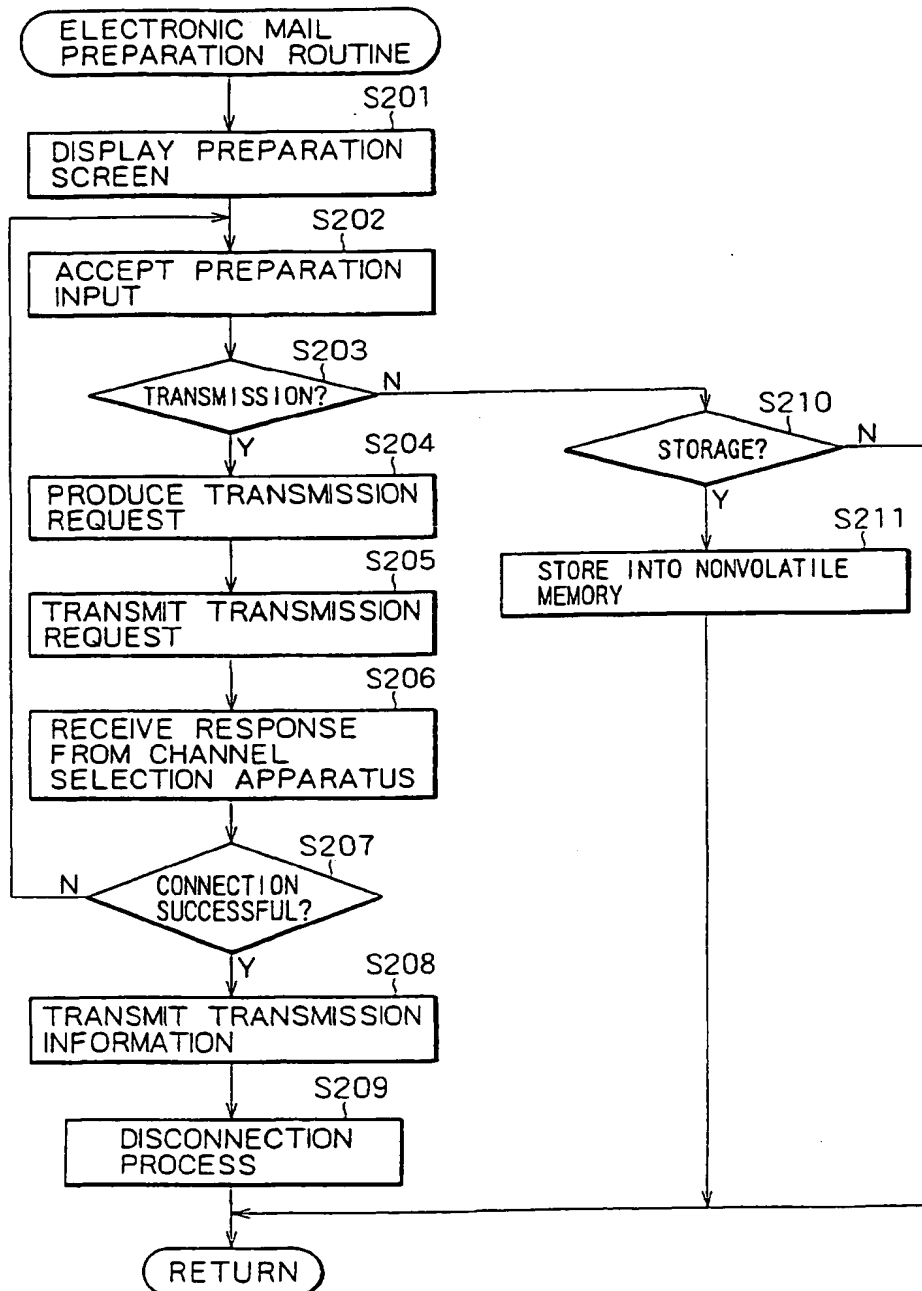 ELECTRONIC MAIL
PREPARATION ROUTINE
S201
DISPLAY PREPARATION
SCREEN
S202
ACCEPT PREPARATION
INPUT
S203
TRANSMISSION?
N
Y
S204
PRODUCE TRANSMISSION
REQUEST
S205
TRANSMIT TRANSMISSION
REQUEST
S206
RECEIVE RESPONSE
FROM CHANNEL
SELECTION APPARATUS
S207
CONNECTION
SUCCESSFUL?
N
Y
S208
TRANSMIT TRANSMISSION
INFORMATION
S209
DISCONNECTION
PROCESS
S210
STORAGE?
N
Y
S211
STORE INTO NONVOLATILE
MEMORY
RETURN